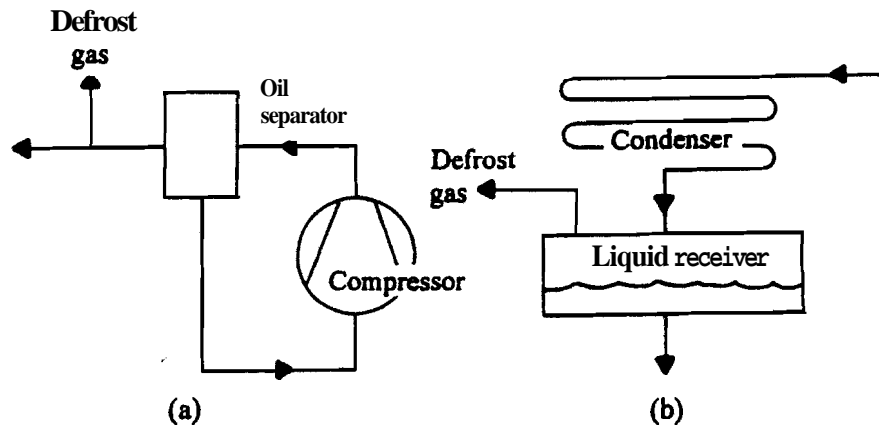 Defrost
gas
Oil
separator
Compressor
(a)
Condenser
Defrost
gas
Liquid receiver
(b)